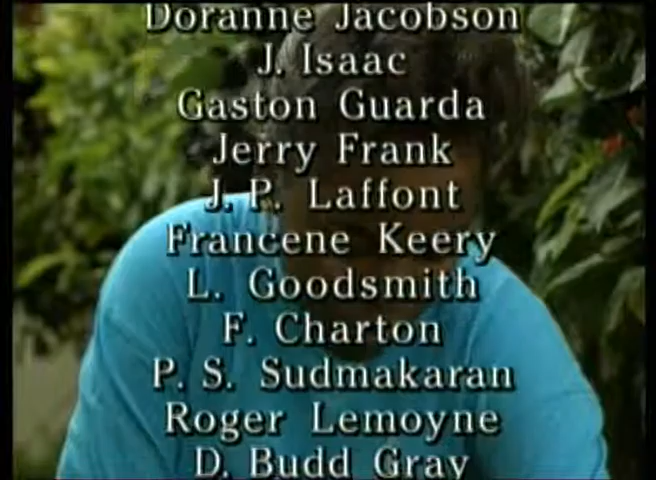 Doranne Jacobson
J. Isaac
Gaston Guarda
Jerry Frank
J. P. Laffont
Francene Keery
L. Goodsmith
F. Charton
P. S. Sudmakaran
Roger Lemoyne
D. Budd Gray